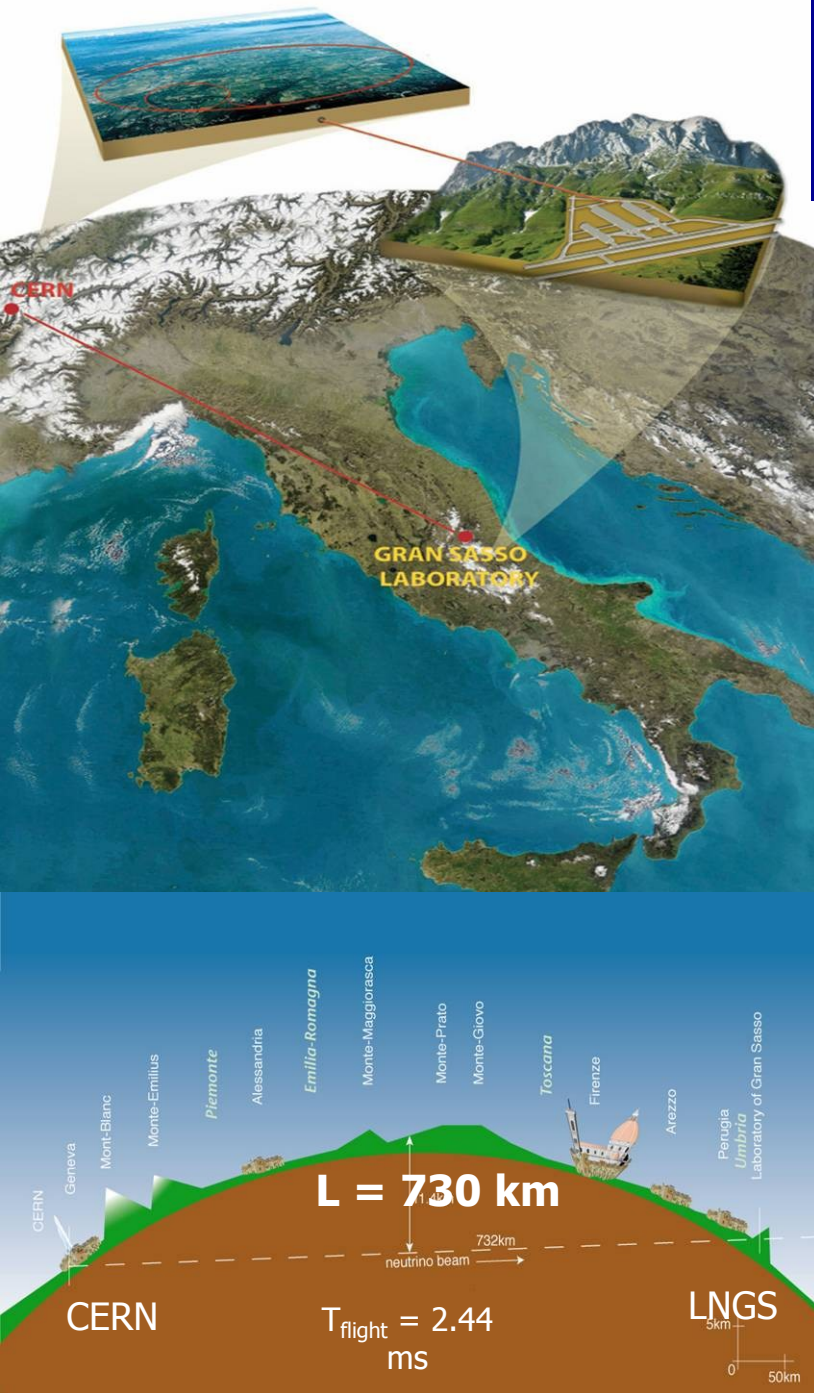 CERN
GRAN SASSO
LABORATORY
CERN
Geneva
Mont-Blanc
Monte-Emilius
Piemonte
Alessandria
Emilia-Romagna
Monte-Maggiorasca
Monte-Prato
Monte-Giovo
Toscana
Firenze
Arezzo
Perugia
Umbria
Laboratory of Gran Sasso
L = 730 km
732km
neutrino beam
CERN
LNGS
Tflight = 2.44
ms
5km
0
50km